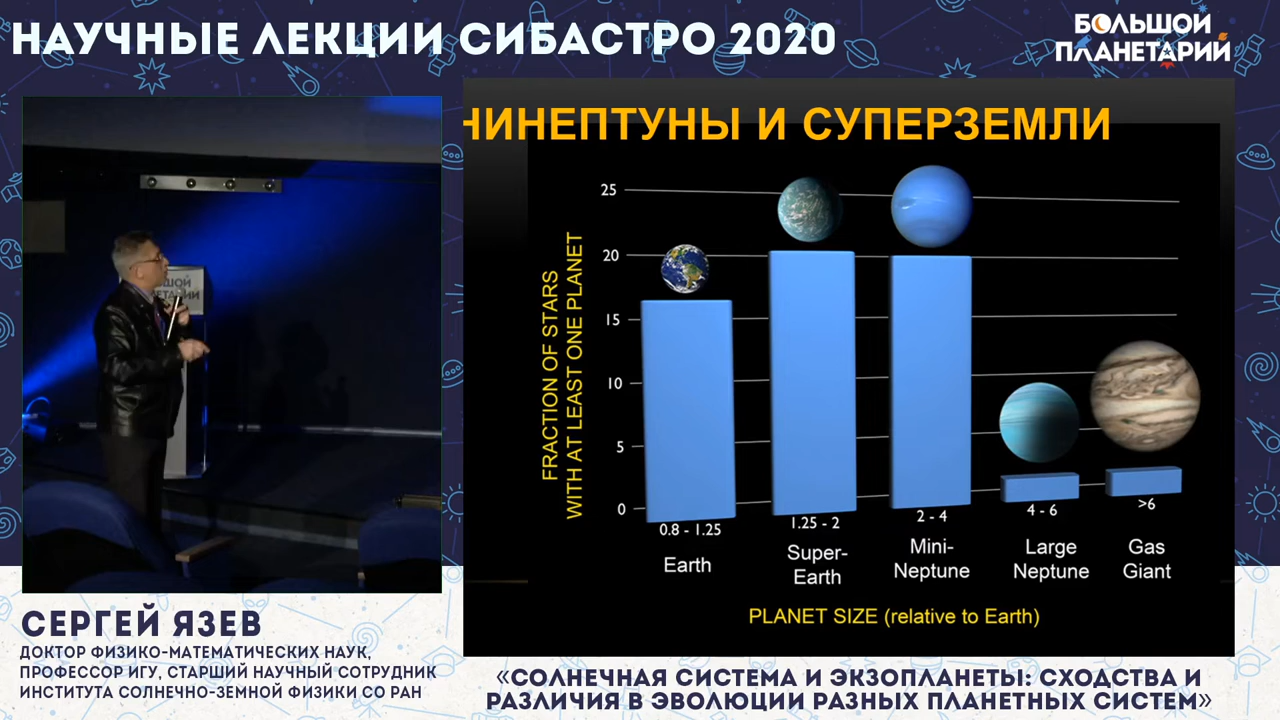 НАУЧНЫЕ ЛЕКЦИИ СИБАСТРО 2020
БОЛЬШОЙ
ПЛАНЕТАРИЙ
НИНЕПТУНЫ И СУПЕРЗЕМЛИ
FRACTION OF STARS
WITH AT LEAST ONE PLANET
25
20
15
10
5
0
0.8 - 1.25
1.25 - 2
2 - 4
4 - 6
>6
Earth
Super-
Earth
Mini-
Neptune
Large
Neptune
Gas
Giant
PLANET SIZE (relative to Earth)
СЕРГЕЙ ЯЗЕВ
ДОКТОР ФИЗИКО-МАТЕМАТИЧЕСКИХ НАУК,
ПРОФЕССОР ИГУ, СТАРШИЙ НАУЧНЫЙ СОТРУДНИК
ИНСТИТУТА СОЛНЕЧНО-ЗЕМНОЙ ФИЗИКИ СО РАН
«СОЛНЕЧНАЯ СИСТЕМА И ЭКЗОПЛАНЕТЫ: СХОДСТВА И
РАЗЛИЧИЯ В ЭВОЛЮЦИИ РАЗНЫХ ПЛАНЕТНЫХ СИСТЕМ»